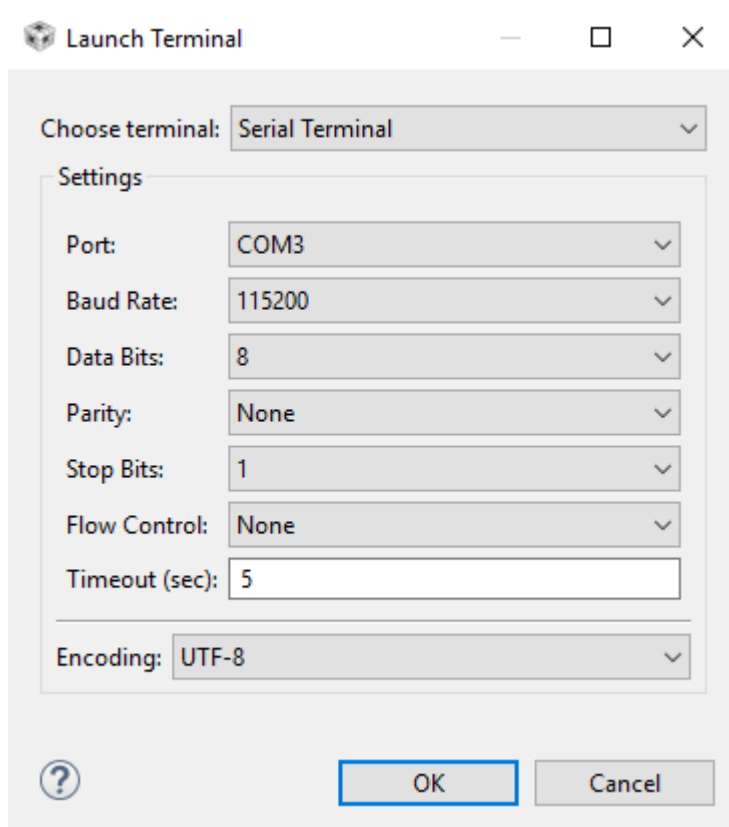 Launch Terminal
Choose terminal: Serial Terminal
Settings
Port: COM3
Baud Rate: 115200
Data Bits: 8
Parity: None
Stop Bits: 1
Flow Control: None
Timeout (sec): 5
Encoding: UTF-8
? OK Cancel